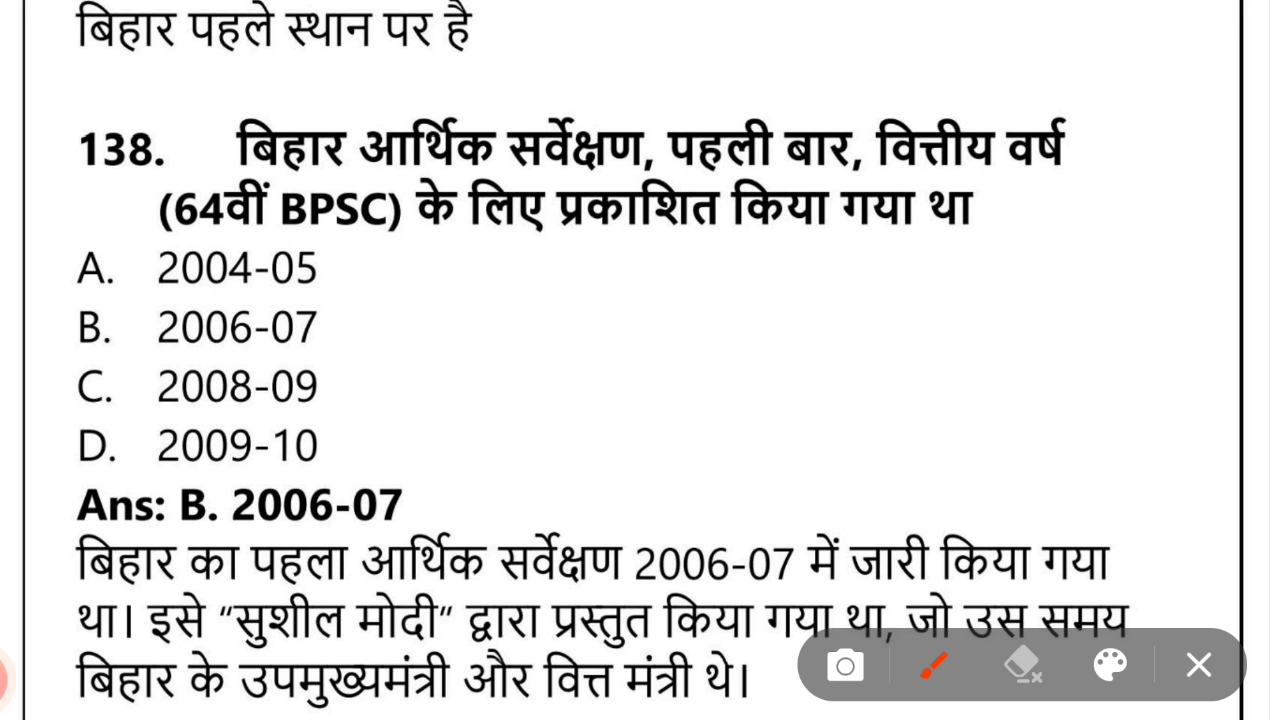 बिहार पहले स्थान पर है
138. बिहार आर्थिक सर्वेक्षण, पहली बार, वित्तीय वर्ष
(64वीं BPSC) के लिए प्रकाशित किया गया था
A. 2004-05
B. 2006-07
C. 2008-09
D. 2009-10
Ans: B. 2006-07
बिहार का पहला आर्थिक सर्वेक्षण 2006-07 में जारी किया गया
था। इसे “सुशील मोदी” द्वारा प्रस्तुत किया गया था, जो उस समय
बिहार के उपमुख्यमंत्री और वित्त मंत्री थे।